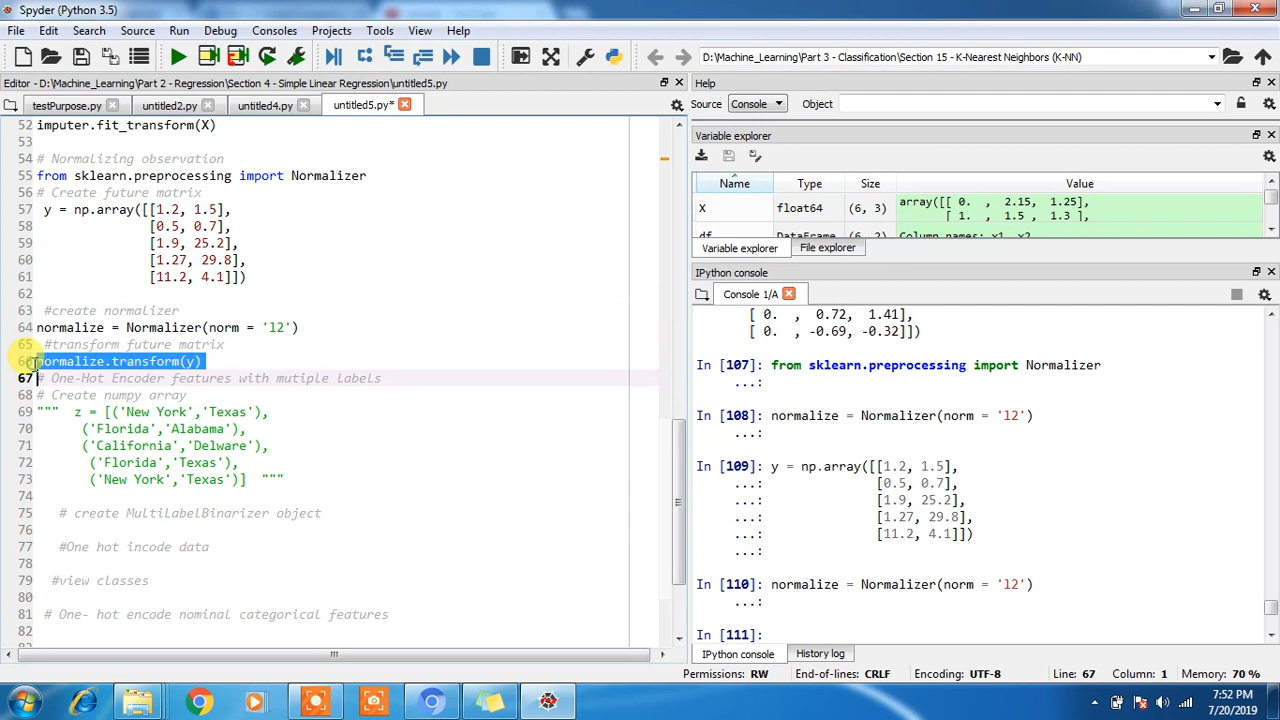 Spyder (Python 3.5)
File Edit Search Source Run Debug Consoles Projects Tools View Help
D:\Machine_Learning\Part 3 - Classification\Section 15 - K-Nearest Neighbors (K-NN)
Editor - D:\Machine_Learning\Part 2 - Regression\Section 4 - Simple Linear Regression\untitled5.py
testPurpose.py untitled2.py untitled4.py untitled5.py*
52 imputer.fit_transform(X)
53
54 # Normalizing observation
55 from sklearn.preprocessing import Normalizer
56 # Create future matrix
57 y = np.array([[1.2, 1.5],
58 [0.5, 0.7],
59 [1.9, 25.2],
60 [1.27, 29.8],
61 [11.2, 4.1]])
62
63 #create normalizer
64 normalize = Normalizer(norm = 'l2')
65 #transform future matrix
66 normalize.transform(y)
67 # One-Hot Encoder features with mutiple labels
68 # Create numpy array
69 """ z = [('New York','Texas'),
70 ('Florida','Alabama'),
71 ('California','Delware'),
72 ('Florida','Texas'),
73 ('New York','Texas')] """
74
75 # create MultiLabelBinarizer object
76
77 #One hot incode data
78
79 #view classes
80
81 # One- hot encode nominal categorical features
82
Help
Source Console Object
Variable explorer
Name Type Size Value
X float64 (6, 3) array([[ 0. , 2.15, 1.25],
[ 1. , 1.5 , 1.3 ],
df DataFrame (6, 2) Column names: x1, x2
Variable explorer File explorer
IPython console
Console 1/A
[ 0. , 0.72, 1.41],
[ 0. , -0.69, -0.32]])
In [107]: from sklearn.preprocessing import Normalizer
...:
In [108]: normalize = Normalizer(norm = 'l2')
...:
In [109]: y = np.array([[1.2, 1.5],
...: [0.5, 0.7],
...: [1.9, 25.2],
...: [1.27, 29.8],
...: [11.2, 4.1]])
...:
In [110]: normalize = Normalizer(norm = 'l2')
...:
In [111]:
IPython console History log
Permissions: RW End-of-lines: CRLF Encoding: UTF-8 Line: 67 Column: 1 Memory: 70 %
7:52 PM
7/20/2019